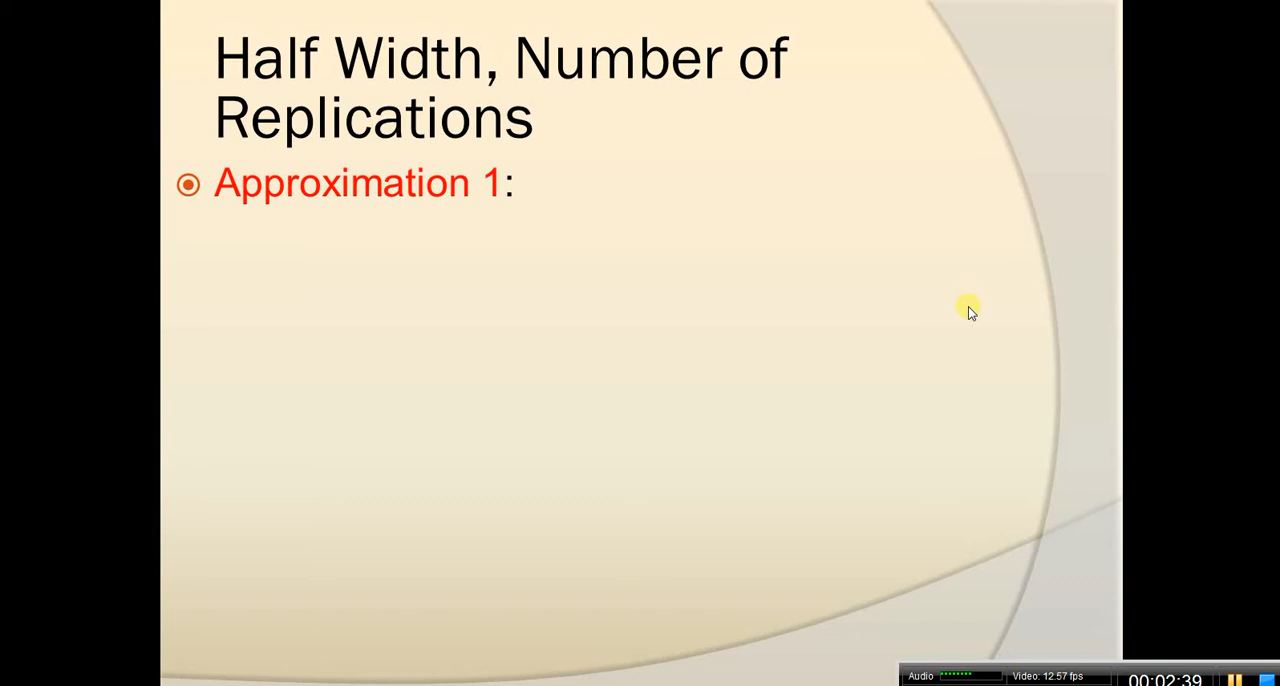 Half Width, Number of
Replications
Approximation 1:
Audio
Video: 12.57 fps
00:02:39